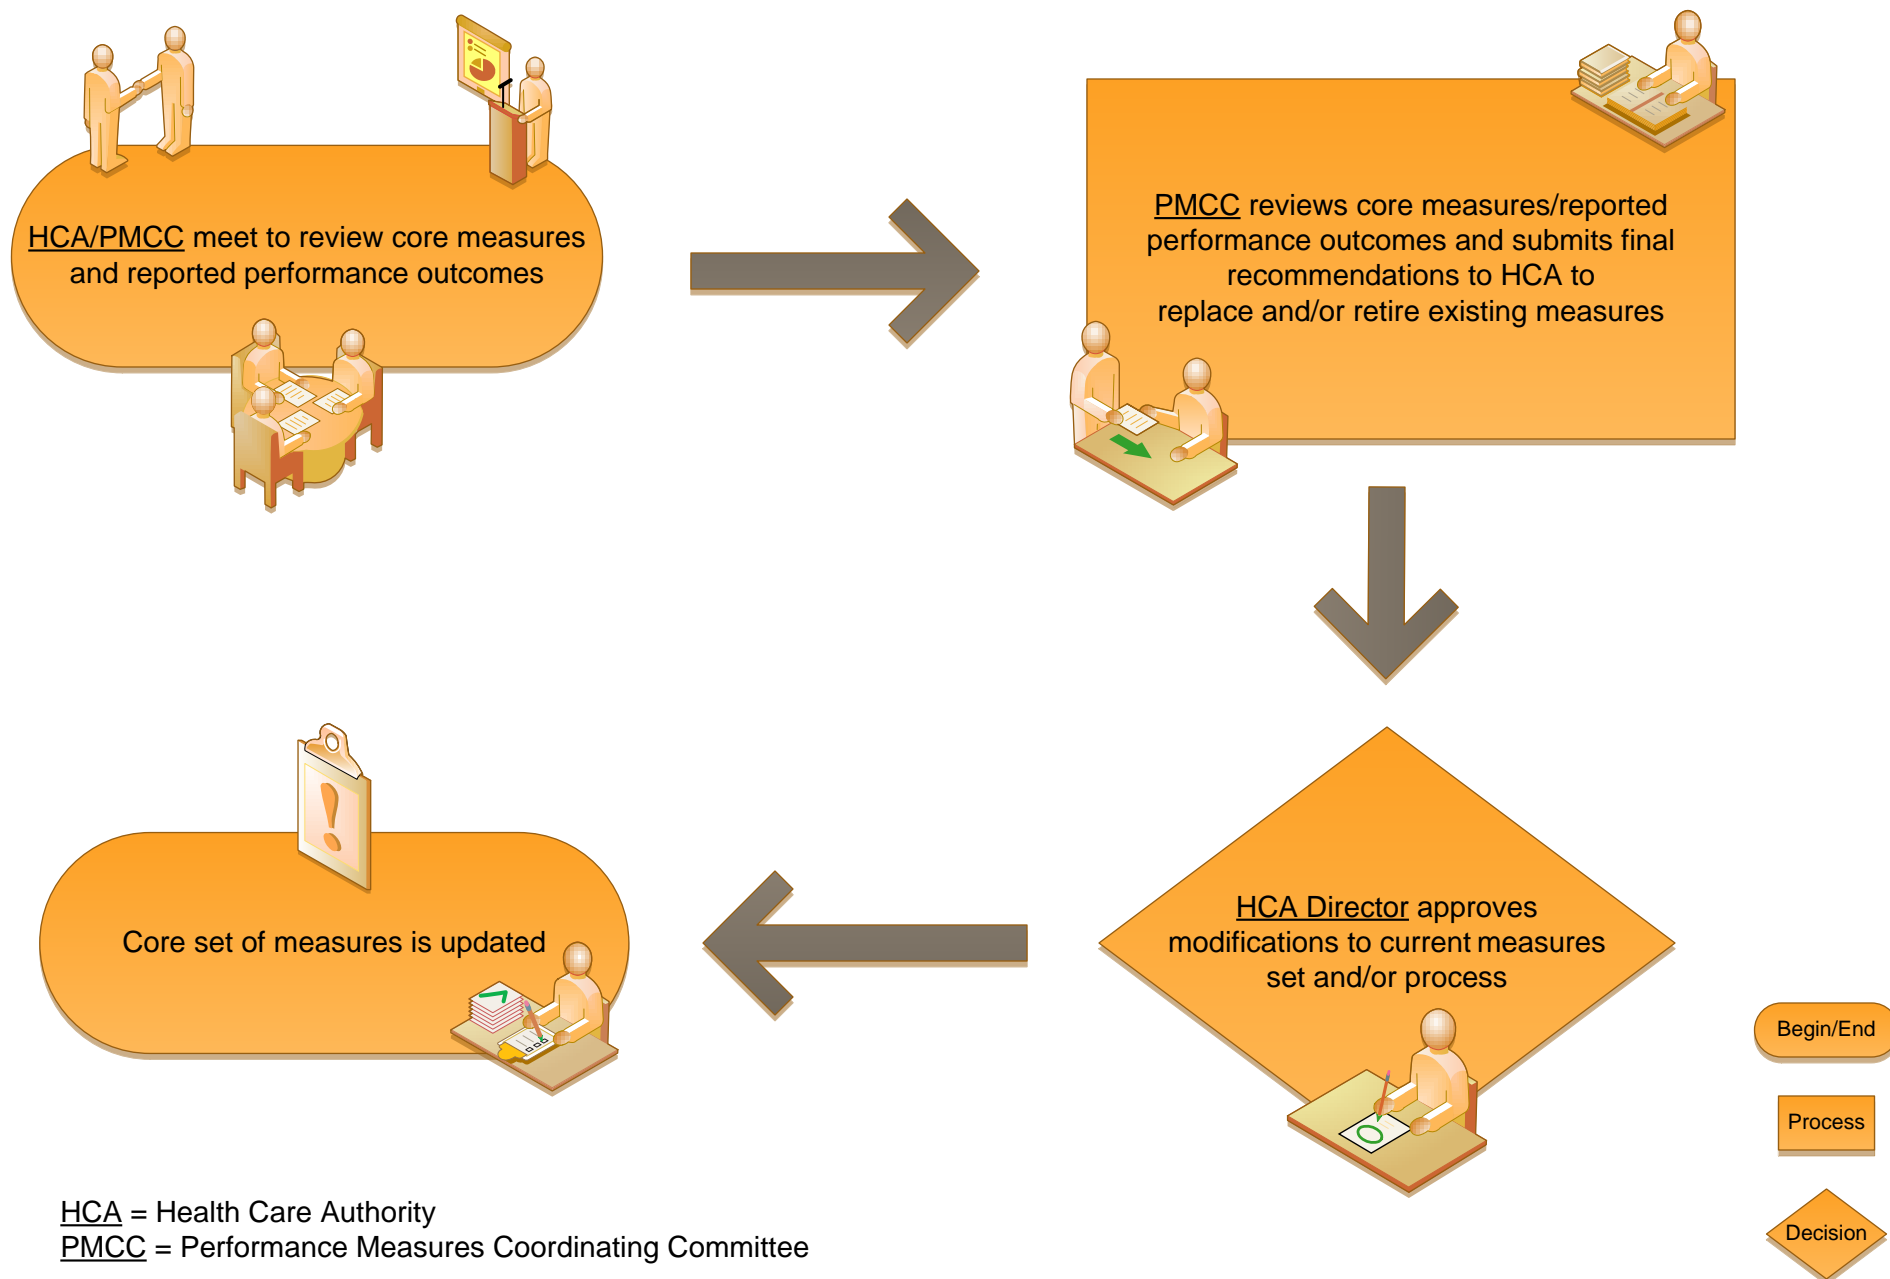 HCA/PMCC meet to review core measures
and reported performance outcomes
PMCC reviews core measures/reported
performance outcomes and submits final
recommendations to HCA to
replace and/or retire existing measures
HCA Director approves
modifications to current measures
set and/or process
Core set of measures is updated
Begin/End
Process
Decision
HCA = Health Care Authority
PMCC = Performance Measures Coordinating Committee